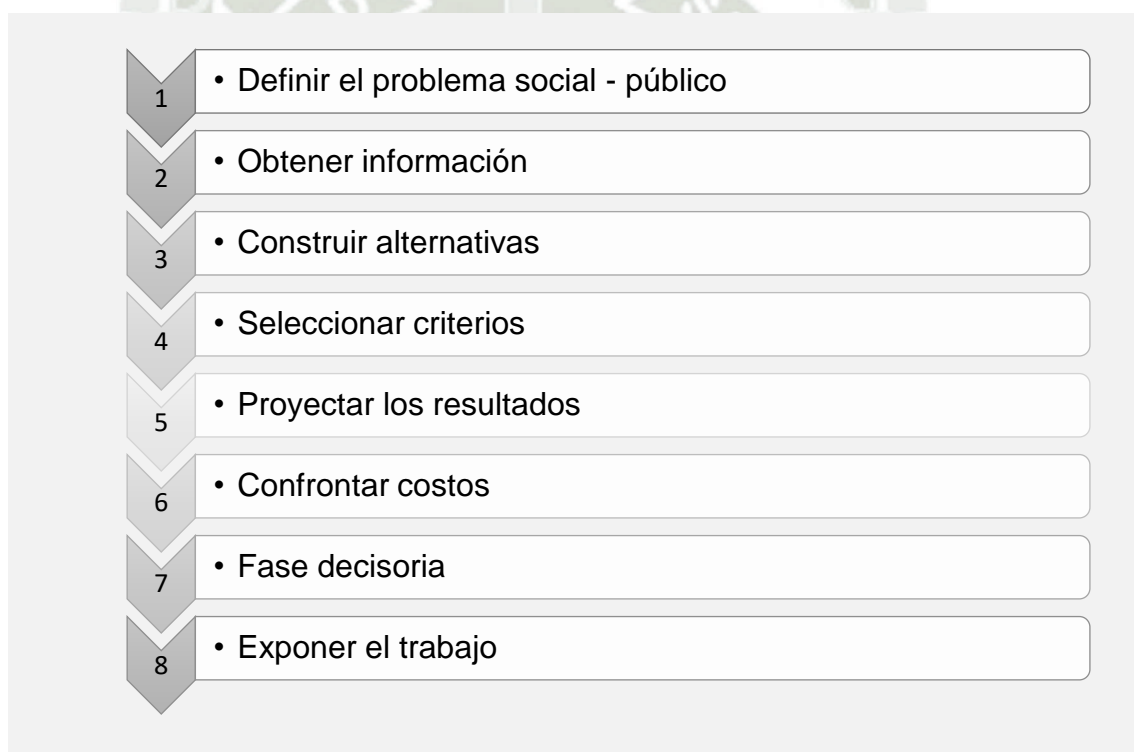 1
• Definir el problema social - público
2
• Obtener información
3
• Construir alternativas
4
• Seleccionar criterios
5
• Proyectar los resultados
6
• Confrontar costos
7
• Fase decisoria
8
• Exponer el trabajo